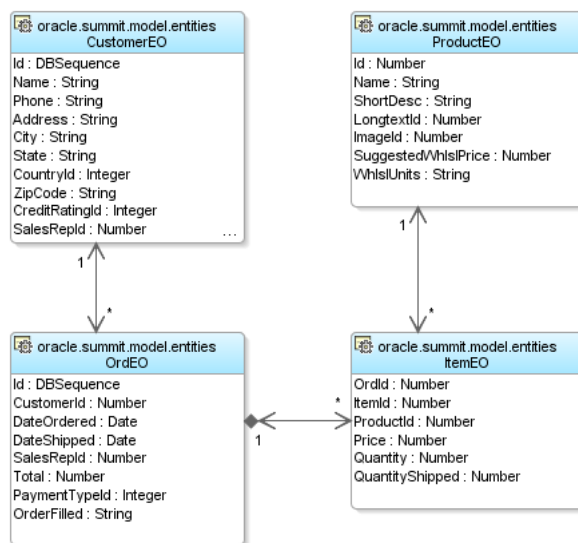 oracle.summit.model.entities
CustomerEO
Id : DBSequence
Name : String
Phone : String
Address : String
City : String
State : String
CountryId : Integer
ZipCode : String
CreditRatingId : Integer
SalesRepId : Number
...
oracle.summit.model.entities
ProductEO
Id : Number
Name : String
ShortDesc : String
LongtextId : Number
ImageId : Number
SuggestedWhlslPrice : Number
WhlslUnits : String
1
*
1
*
oracle.summit.model.entities
OrdEO
Id : DBSequence
CustomerId : Number
DateOrdered : Date
DateShipped : Date
SalesRepId : Number
Total : Number
PaymentTypeId : Integer
OrderFilled : String
1
*
oracle.summit.model.entities
ItemEO
OrdId : Number
ItemId : Number
ProductId : Number
Price : Number
Quantity : Number
QuantityShipped : Number